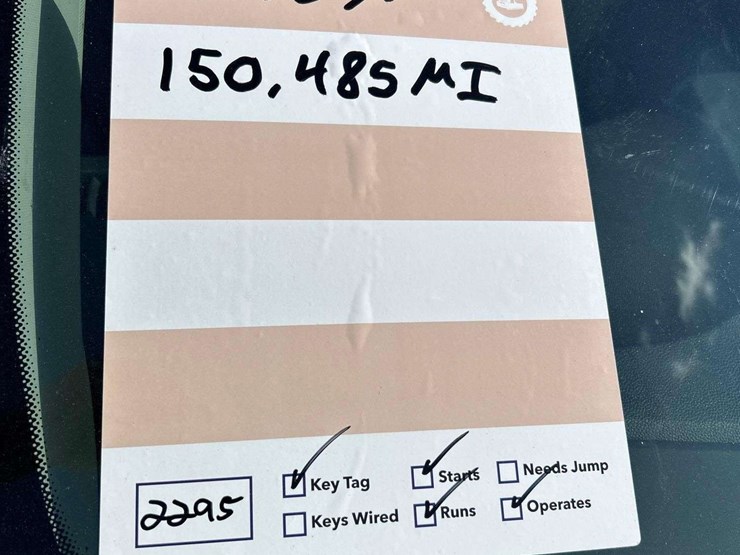 150,485 MI
Key Tag Starts Needs Jump
2295 Keys Wired Runs Operates